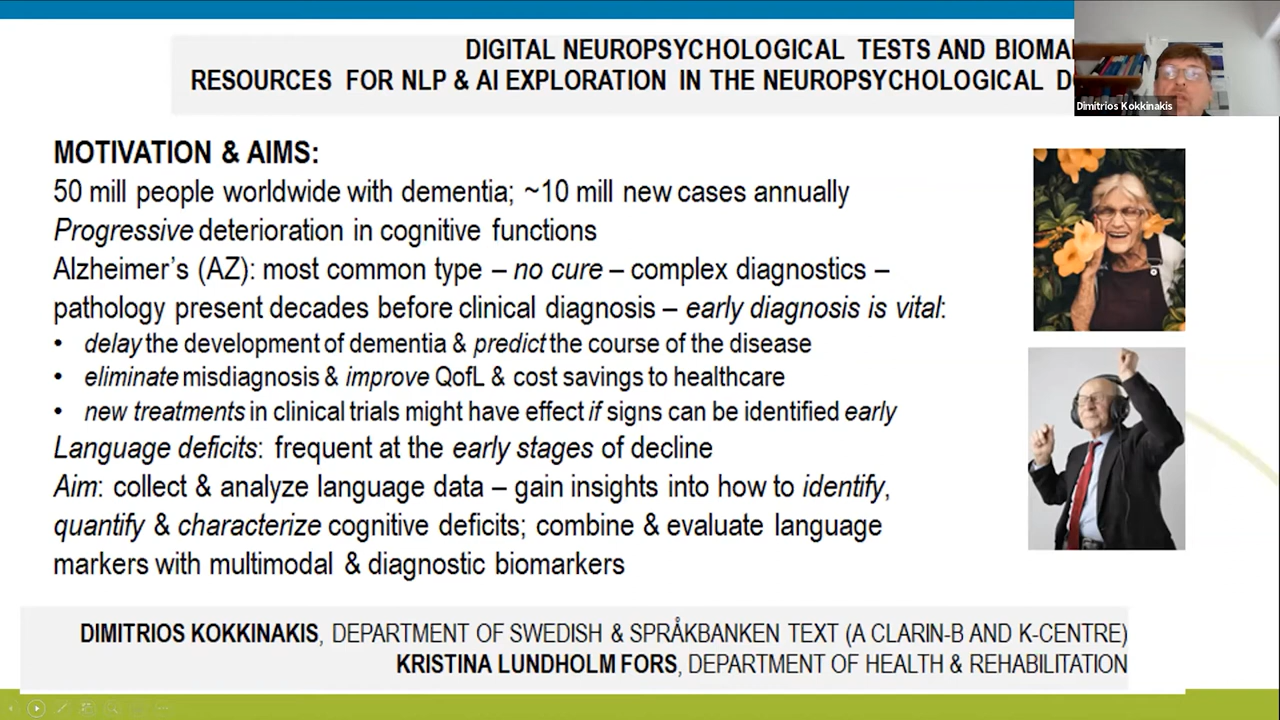 DIGITAL NEUROPSYCHOLOGICAL TESTS AND
RESOURCES FOR NLP & AI EXPLORATION IN THE NEUROPSYCHOLOGICAL
Dimitrios Kokkinakis
MOTIVATION & AIMS:
50 mill people worldwide with dementia; ~10 mill new cases annually
Progressive deterioration in cognitive functions
Alzheimer’s (AZ): most common type – no cure – complex diagnostics –
pathology present decades before clinical diagnosis – early diagnosis is vital:
• delay the development of dementia & predict the course of the disease
• eliminate misdiagnosis & improve QofL & cost savings to healthcare
• new treatments in clinical trials might have effect if signs can be identified early
Language deficits: frequent at the early stages of decline
Aim: collect & analyze language data – gain insights into how to identify,
quantify & characterize cognitive deficits; combine & evaluate language
markers with multimodal & diagnostic biomarkers
DIMITRIOS KOKKINAKIS, DEPARTMENT OF SWEDISH & SPRÅKBANKEN TEXT (A CLARIN-B AND K-CENTRE)
KRISTINA LUNDHOLM FORS, DEPARTMENT OF HEALTH & REHABILITATION